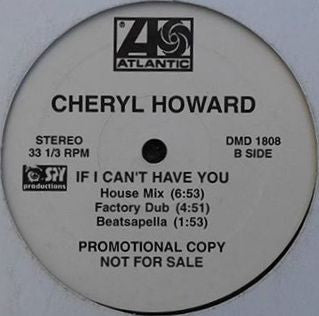 ATLANTIC
CHERYL HOWARD
STEREO
33 1/3 RPM
DMD 1808
B SIDE
productions
IF I CAN'T HAVE YOU
House Mix (6:53)
Factory Dub (4:51)
Beatsapella (1:53)
PROMOTIONAL COPY
NOT FOR SALE